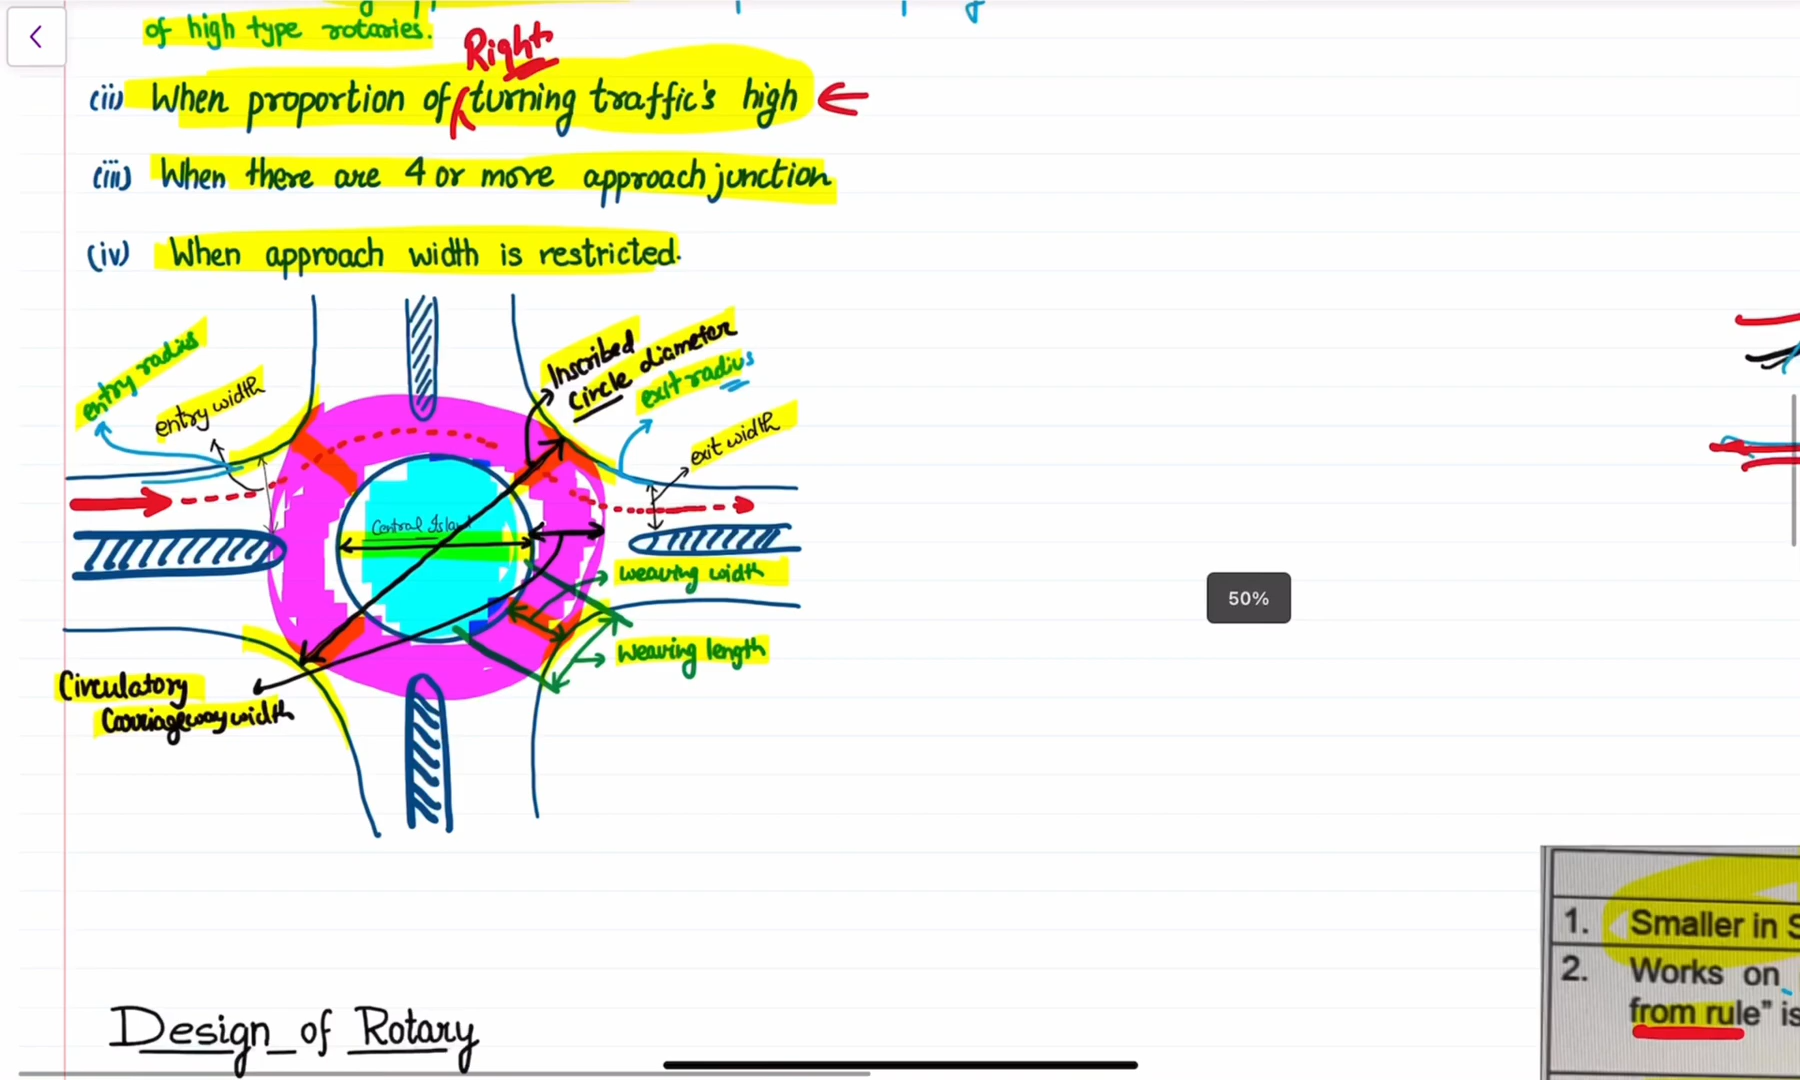 of high type rotaries.
Right
(ii) When proportion of turning traffic's high
(iii) When there are 4 or more approach junction
(iv) When approach width is restricted.
entry radius
entry width
Inscribed
circle diameter
exit radius
exit width
Central Island
weaving width
weaving length
Circulatory
Carriageway width
50%
Design of Rotary
1. Smaller in S
2. Works on
from rule" is